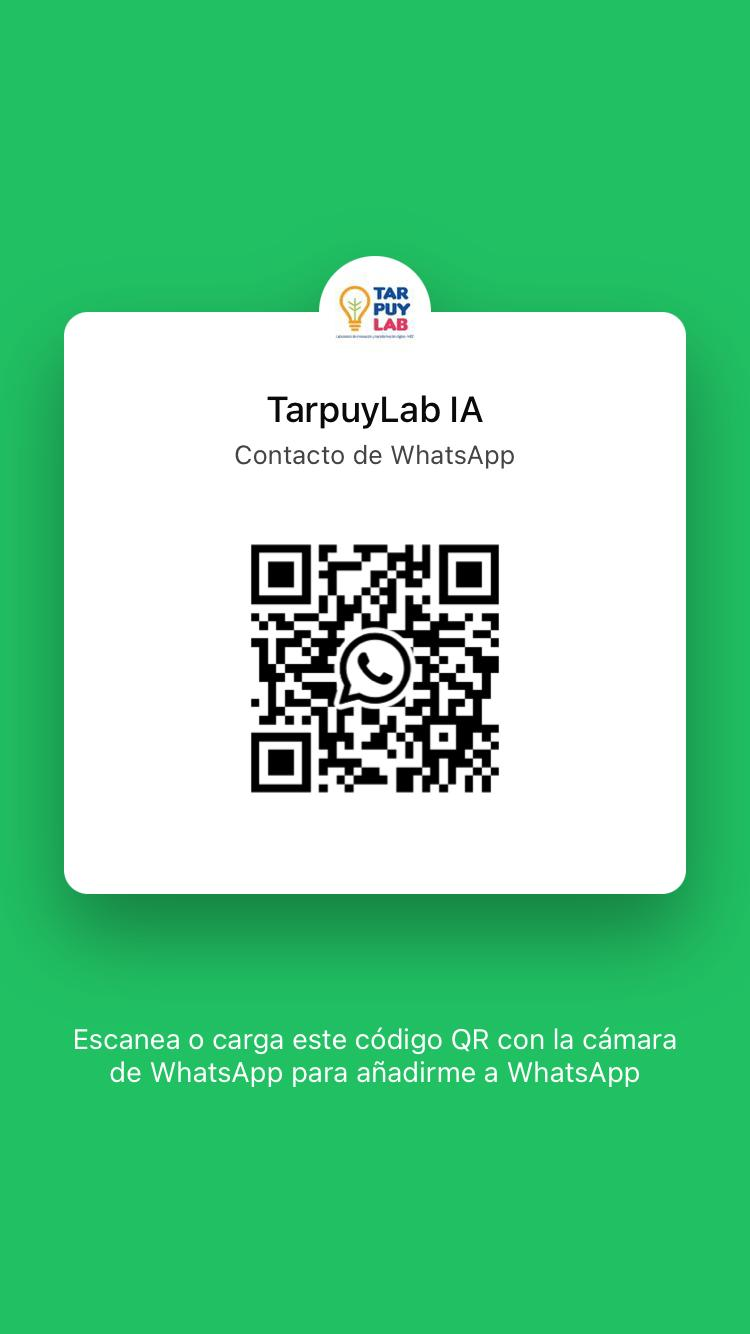 TAR
PUY
LAB
TarpuyLab IA
Contacto de WhatsApp
Escanea o carga este código QR con la cámara
de WhatsApp para añadirme a WhatsApp